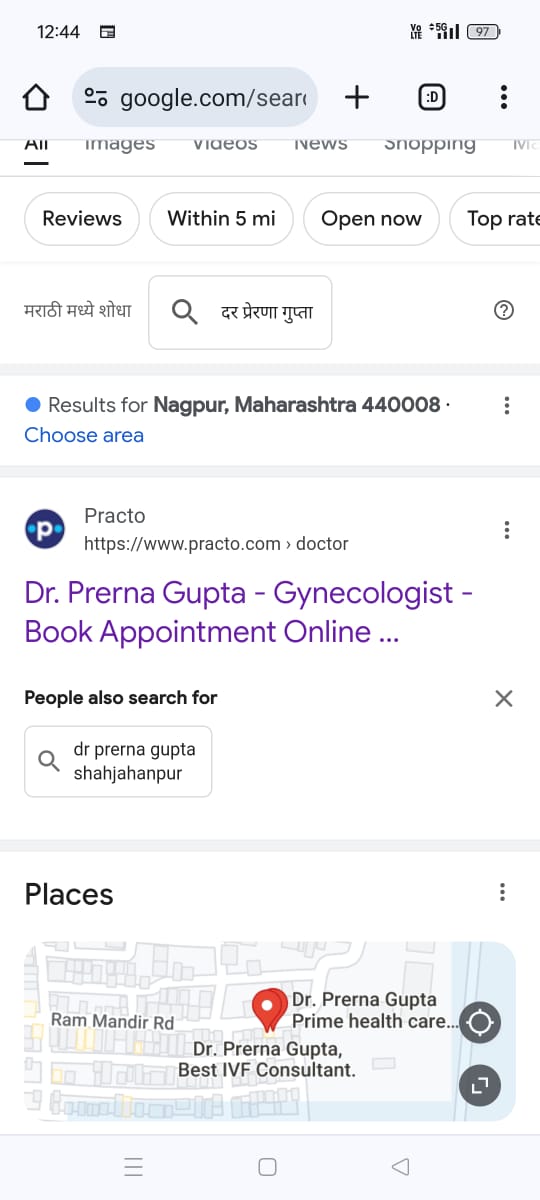 12:44
Vo LTE 5G 97
google.com/sear
:D
All Images Videos News Shopping
Reviews Within 5 mi Open now Top rate
मराठी मध्ये शोधा दर प्रेरणा गुप्ता
Results for Nagpur, Maharashtra 440008 ·
Choose area
Practo
https://www.practo.com › doctor
Dr. Prerna Gupta - Gynecologist -
Book Appointment Online ...
People also search for
dr prerna gupta
shahjahanpur
Places
Dr. Prerna Gupta
Prime health care...
Ram Mandir Rd
Dr. Prerna Gupta,
Best IVF Consultant.